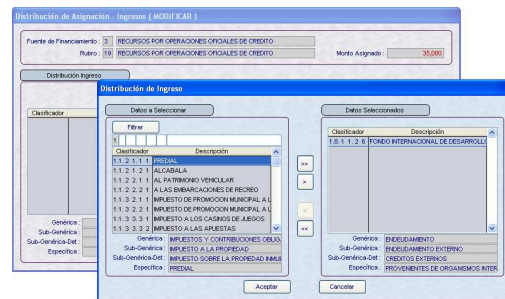 Distribución de Asignación - Ingresos ( MODIFICAR )
Fuente de Financiamiento : 3 RECURSOS POR OPERACIONES OFICIALES DE CREDITO
Rubro : 19 RECURSOS POR OPERACIONES OFICIALES DE CREDITO Monto Asignado : 35,000
Distribución Ingreso
Clasificador
Genérica :
Sub-Genérica :
Sub-Genérica-Det :
Específica :
Distribución de Ingreso
Datos a Seleccionar
Filtrar
1
Clasificador Descripción
1.1. 2 1. 1 1 PREDIAL
1.1. 2 1. 2 1 ALCABALA
1.1. 2 2. 1 1 AL PATRIMONIO VEHICULAR
1.1. 2 2. 2 1 A LAS EMBARCACIONES DE RECREO
1.1. 3 2. 1 1 IMPUESTO DE PROMOCION MUNICIPAL A L
1.1. 3 2. 1 2 IMPUESTO DE PROMOCION MUNICIPAL A L
1.1. 3 3. 3 1 IMPUESTO A LOS CASINOS DE JUEGOS
1.1. 3 3. 3 2 IMPUESTO A LAS APUESTAS
Genérica : IMPUESTOS Y CONTRIBUCIONES OBLIG
Sub-Genérica : IMPUESTO A LA PROPIEDAD
Sub-Genérica-Det : IMPUESTO SOBRE LA PROPIEDAD INMUE
Específica : PREDIAL
>>
>
<
<<
Datos Seleccionados
Clasificador Descripción
1.8. 1 1. 2 6 FONDO INTERNACIONAL DE DESARROLLO
Genérica : ENDEUDAMIENTO
Sub-Genérica : ENDEUDAMIENTO EXTERNO
Sub-Genérica-Det : CREDITOS EXTERNOS
Específica : PROVENIENTES DE ORGANISMOS INTER
Aceptar Cancelar